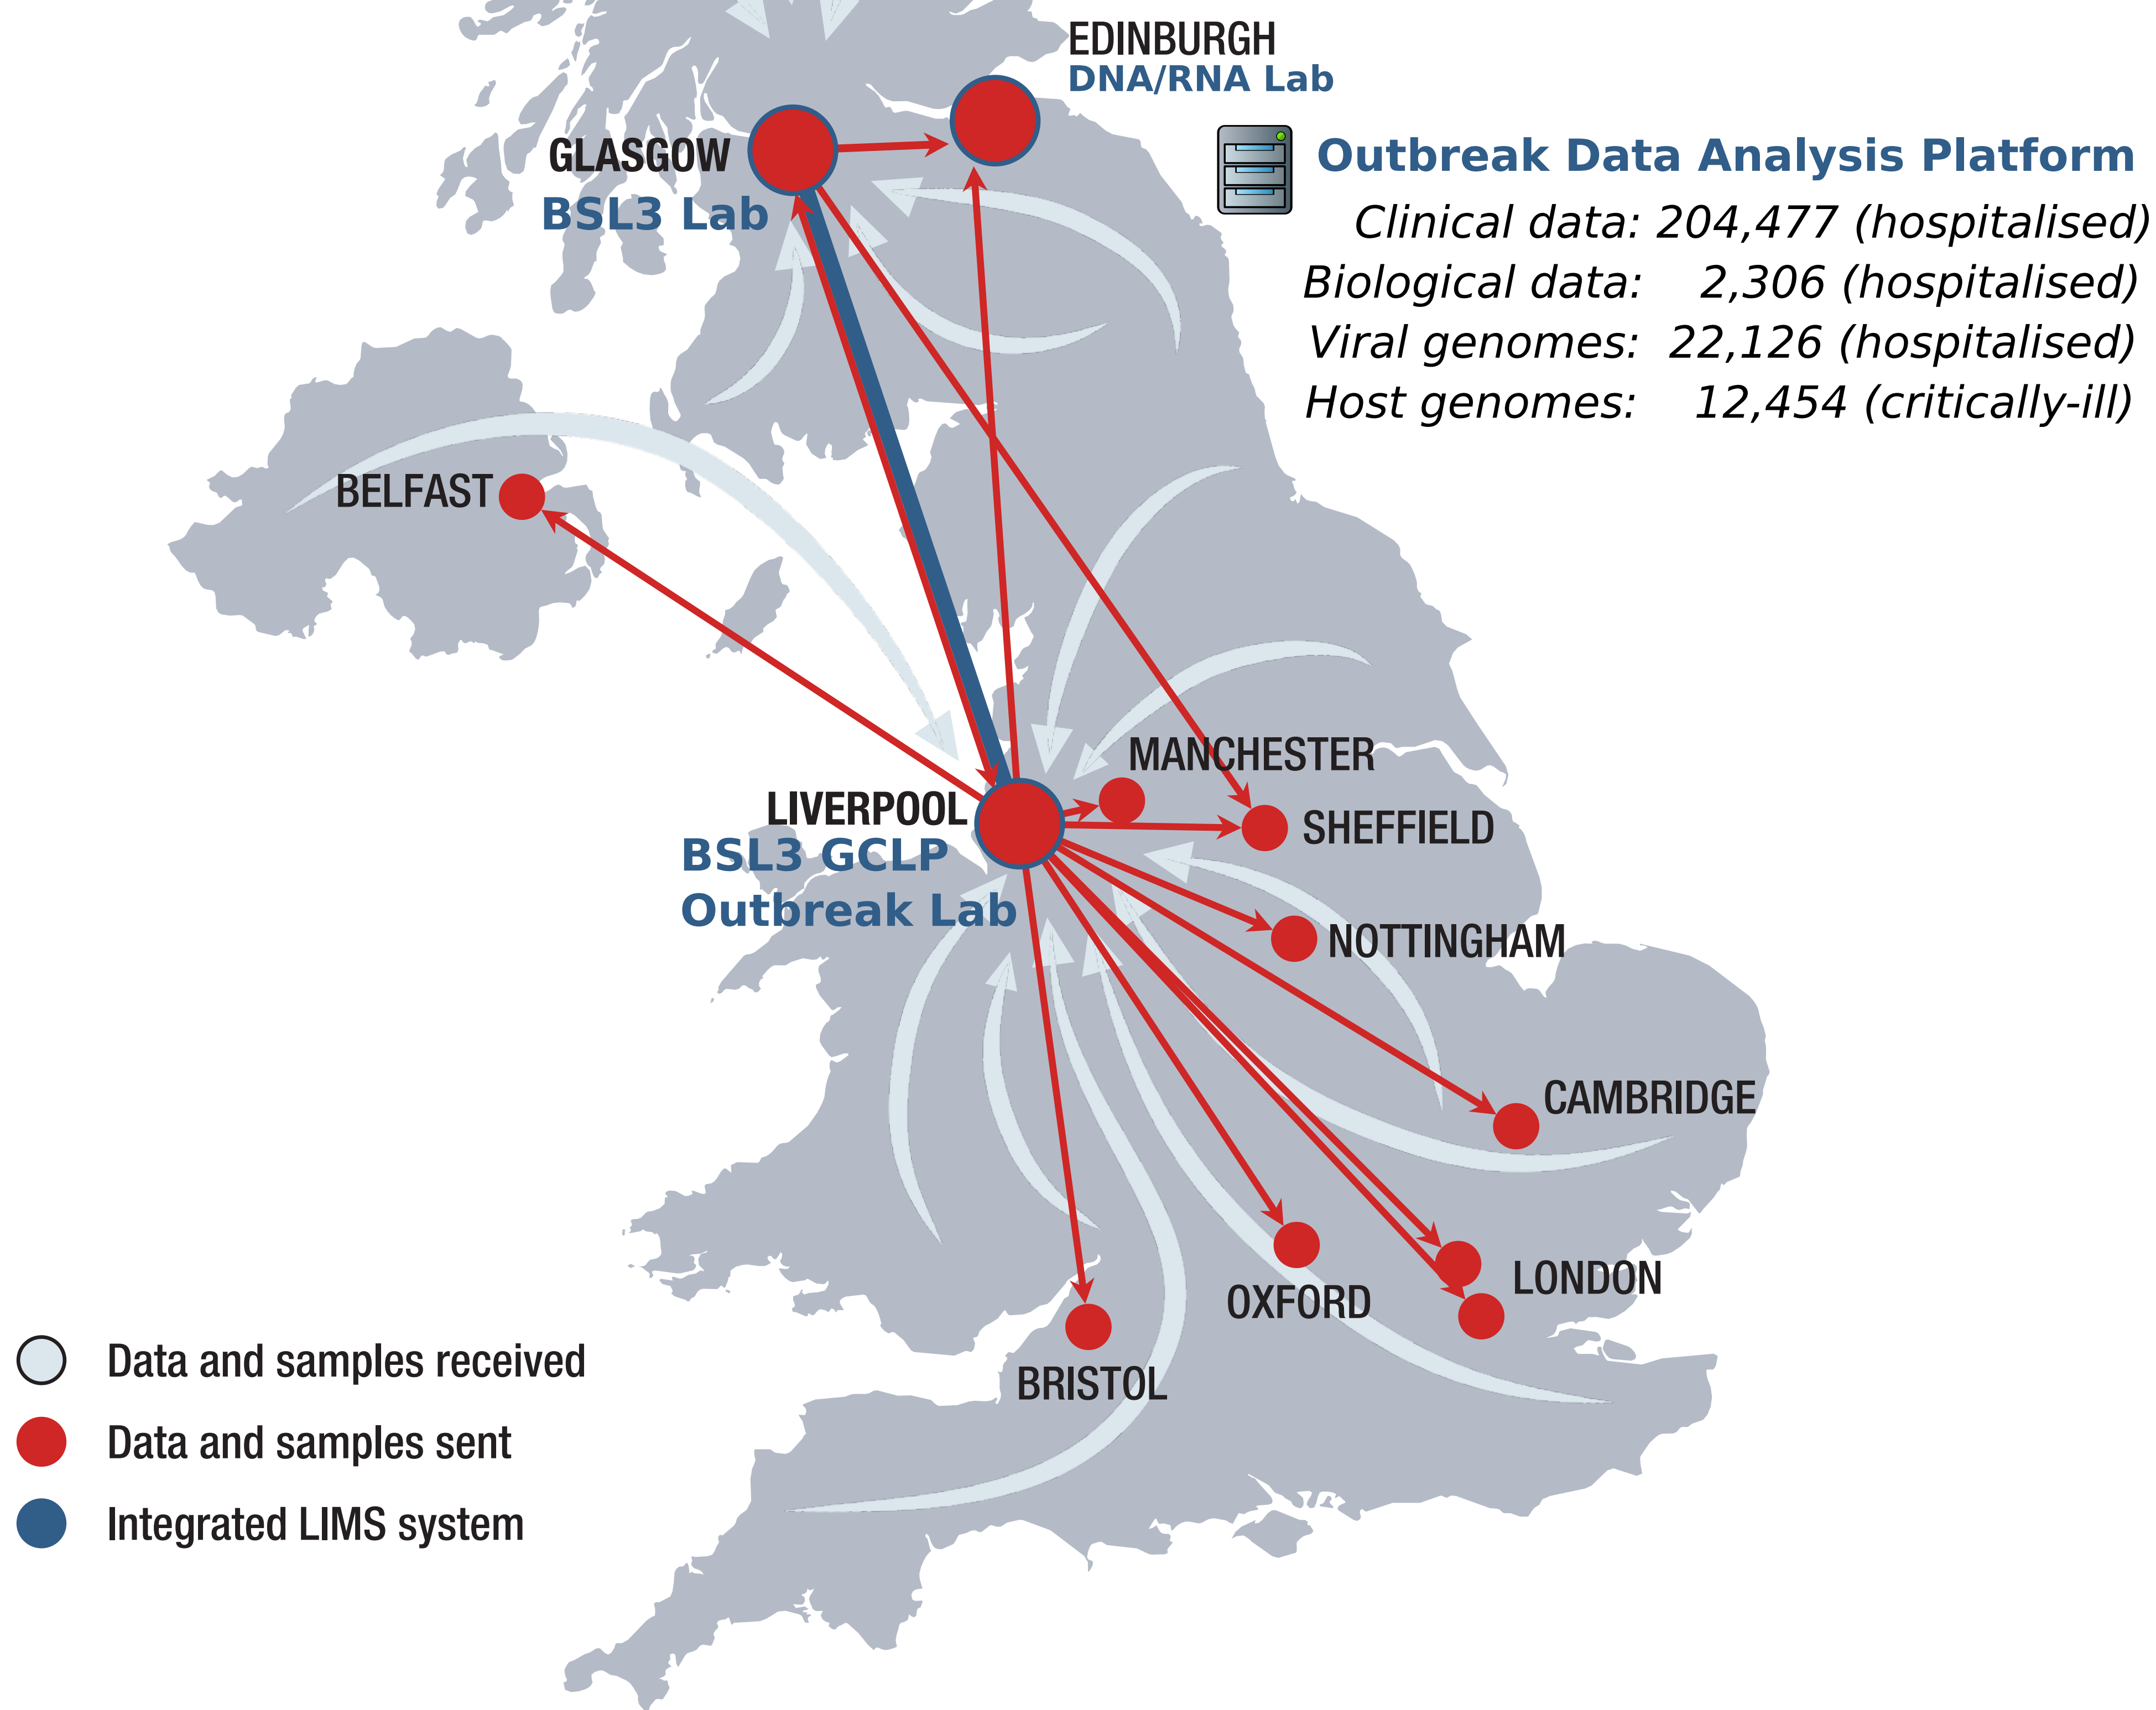 EDINBURGH
DNA/RNA Lab
GLASGOW
BSL3 Lab
Outbreak Data Analysis Platform
Clinical data: 204,477 (hospitalised)
Biological data: 2,306 (hospitalised)
Viral genomes: 22,126 (hospitalised)
Host genomes: 12,454 (critically-ill)
BELFAST
MANCHESTER
LIVERPOOL
BSL3 GCLP
Outbreak Lab
SHEFFIELD
NOTTINGHAM
CAMBRIDGE
LONDON
OXFORD
BRISTOL
Data and samples received
Data and samples sent
Integrated LIMS system